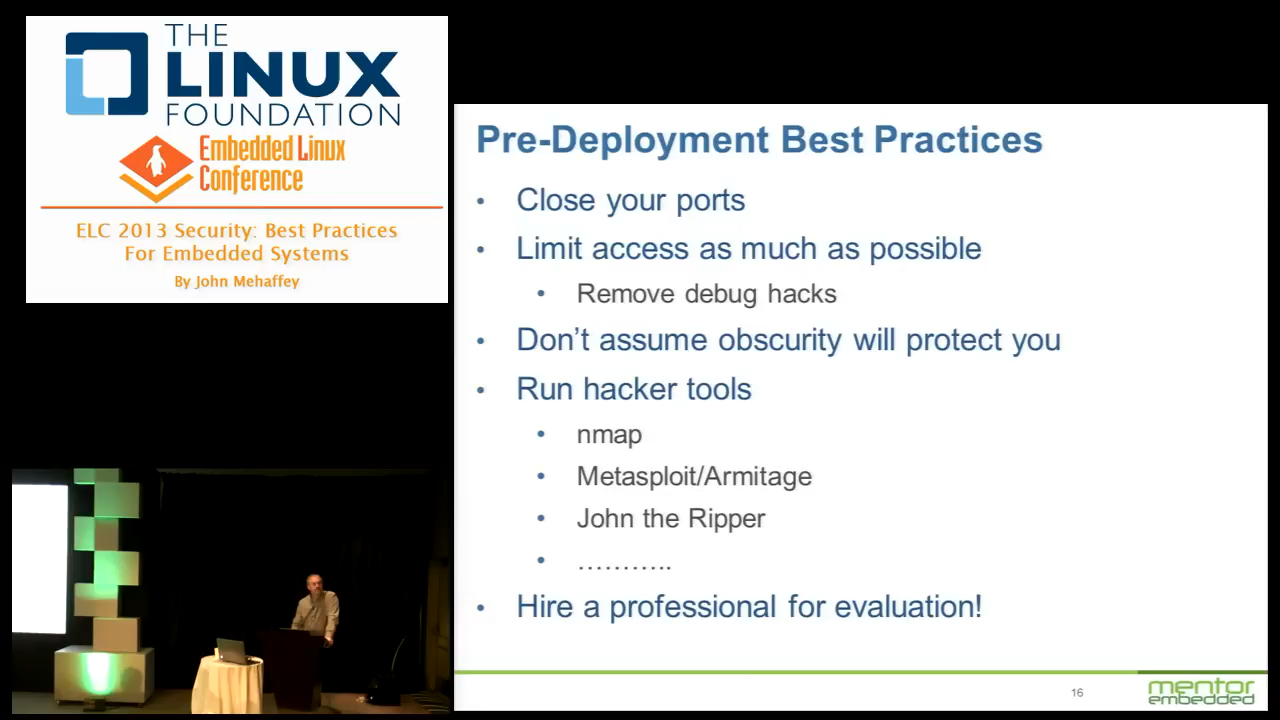 THE
LINUX
FOUNDATION
Embedded Linux
Conference
ELC 2013 Security: Best Practices
For Embedded Systems
By John Mehaffey
Pre-Deployment Best Practices
• Close your ports
• Limit access as much as possible
• Remove debug hacks
• Don’t assume obscurity will protect you
• Run hacker tools
• nmap
• Metasploit/Armitage
• John the Ripper
• ………..
• Hire a professional for evaluation!
16
mentor
embedded